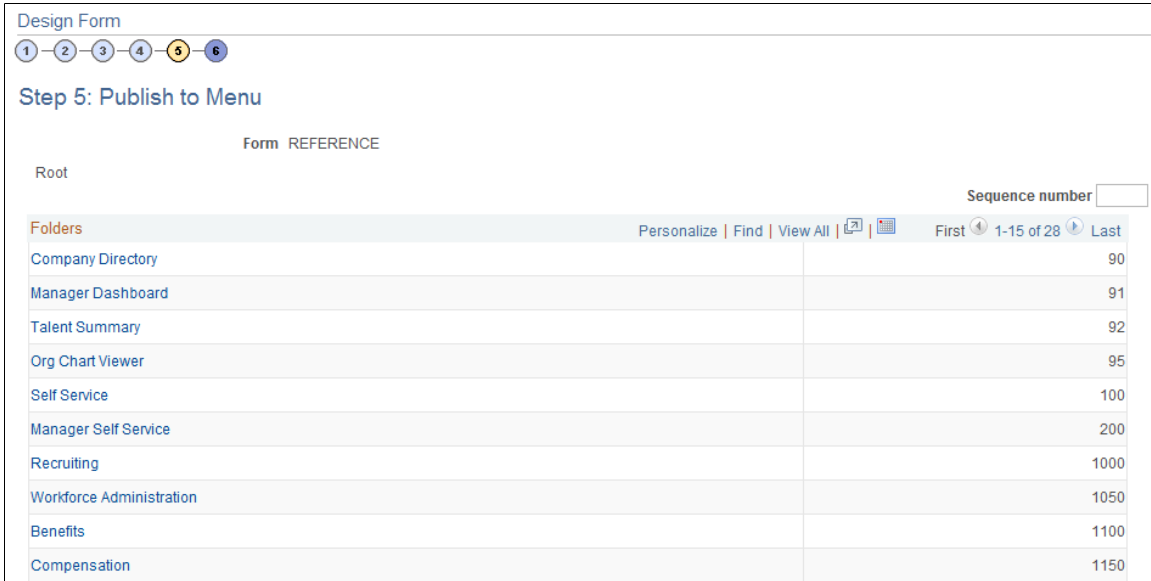 Design Form
1 2 3 4 5 6
Step 5: Publish to Menu
Form REFERENCE
Root
Sequence number
Folders Personalize | Find | View All | | First 1-15 of 28 Last
Company Directory 90
Manager Dashboard 91
Talent Summary 92
Org Chart Viewer 95
Self Service 100
Manager Self Service 200
Recruiting 1000
Workforce Administration 1050
Benefits 1100
Compensation 1150